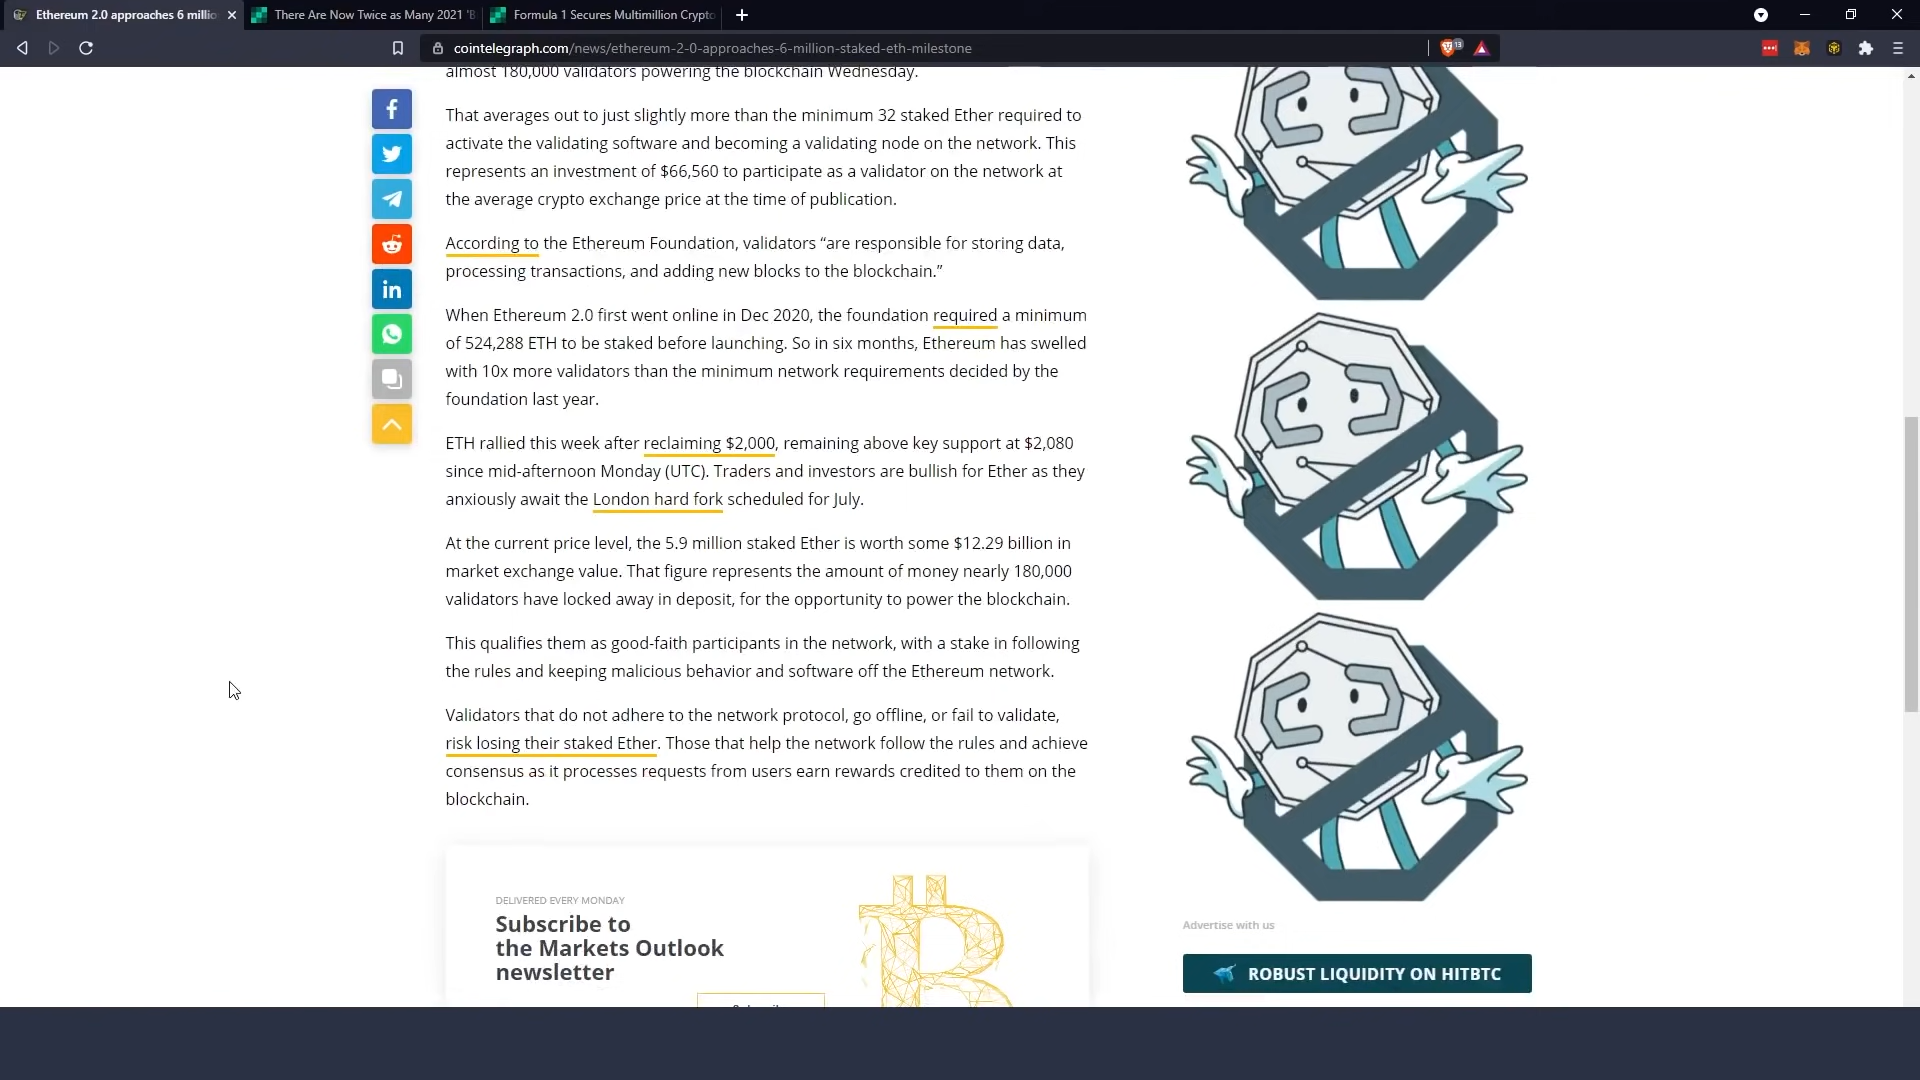 Ethereum 2.0 approaches 6 millio
There Are Now Twice as Many 2021 'B
Formula 1 Secures Multimillion Crypto
cointelegraph.com/news/ethereum-2-0-approaches-6-million-staked-eth-milestone
13
almost 180,000 validators powering the blockchain Wednesday.
That averages out to just slightly more than the minimum 32 staked Ether required to
activate the validating software and becoming a validating node on the network. This
represents an investment of $66,560 to participate as a validator on the network at
the average crypto exchange price at the time of publication.
According to the Ethereum Foundation, validators “are responsible for storing data,
processing transactions, and adding new blocks to the blockchain.”
When Ethereum 2.0 first went online in Dec 2020, the foundation required a minimum
of 524,288 ETH to be staked before launching. So in six months, Ethereum has swelled
with 10x more validators than the minimum network requirements decided by the
foundation last year.
ETH rallied this week after reclaiming $2,000, remaining above key support at $2,080
since mid-afternoon Monday (UTC). Traders and investors are bullish for Ether as they
anxiously await the London hard fork scheduled for July.
At the current price level, the 5.9 million staked Ether is worth some $12.29 billion in
market exchange value. That figure represents the amount of money nearly 180,000
validators have locked away in deposit, for the opportunity to power the blockchain.
This qualifies them as good-faith participants in the network, with a stake in following
the rules and keeping malicious behavior and software off the Ethereum network.
Validators that do not adhere to the network protocol, go offline, or fail to validate,
risk losing their staked Ether. Those that help the network follow the rules and achieve
consensus as it processes requests from users earn rewards credited to them on the
blockchain.
DELIVERED EVERY MONDAY
Subscribe to
the Markets Outlook
newsletter
Advertise with us
ROBUST LIQUIDITY ON HITBTC